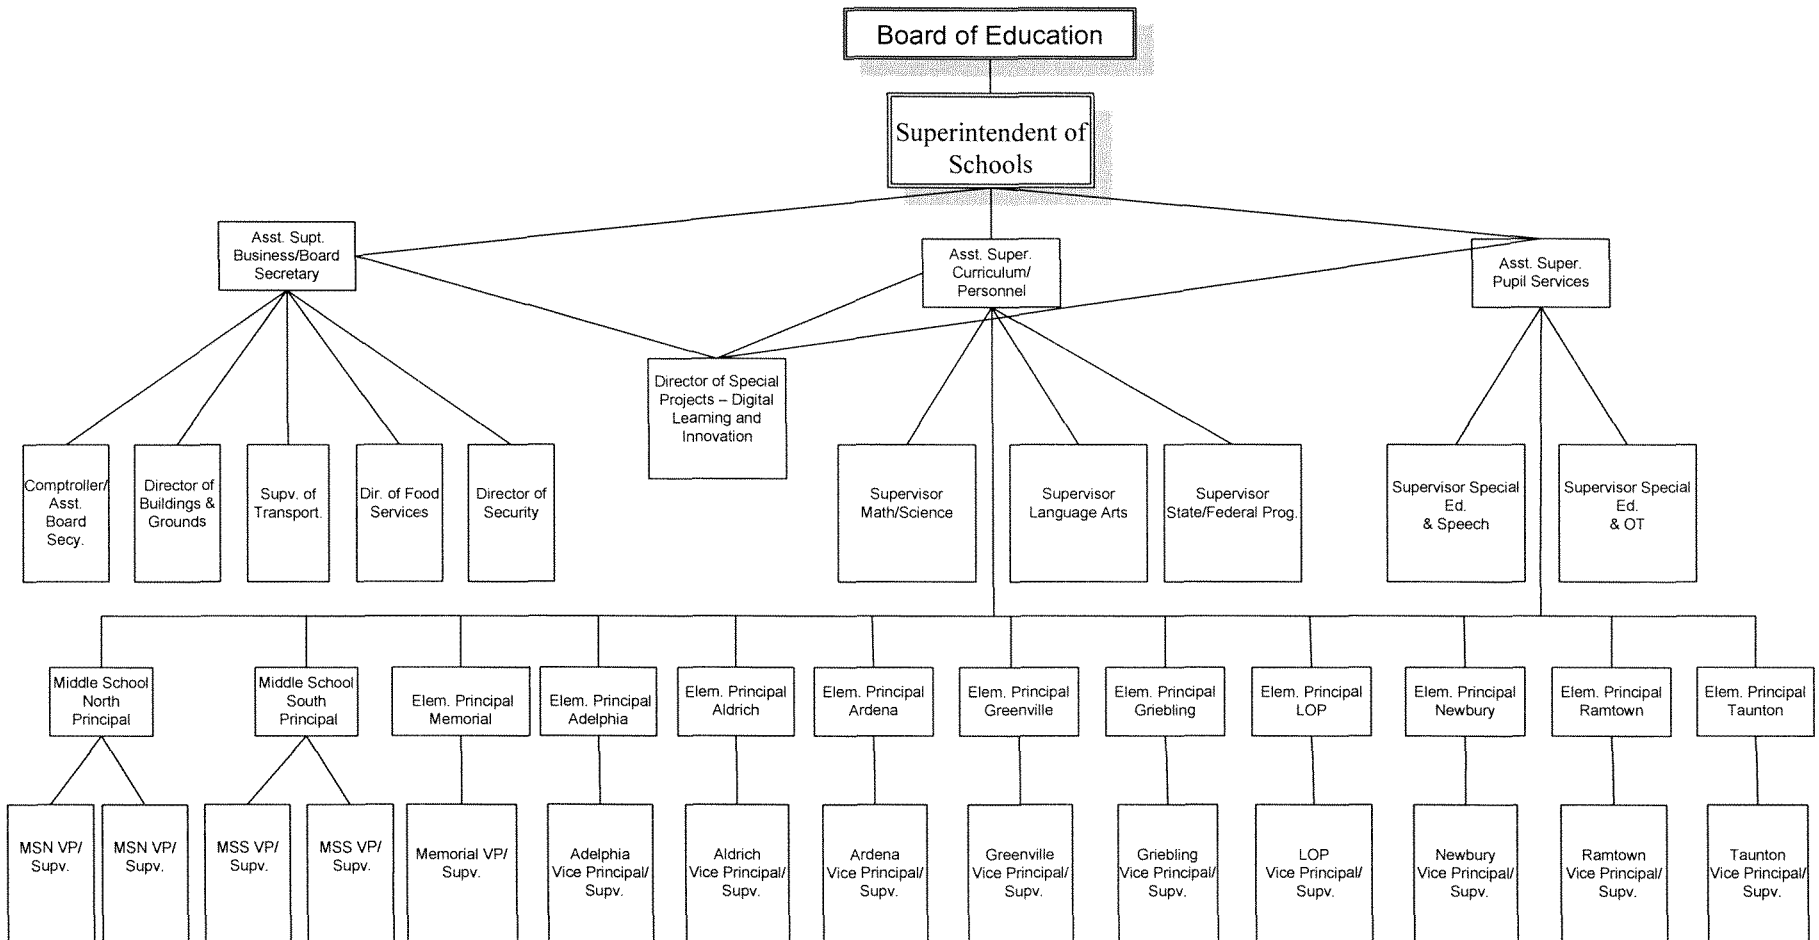 Board of Education
Superintendent of
Schools
Asst. Supt.
Business/Board
Secretary
Asst. Super.
Curriculum/
Personnel
Asst. Super.
Pupil Services
Director of Special
Projects – Digital
Learning and
Innovation
Comptroller/
Asst.
Board
Secy.
Director of
Buildings &
Grounds
Supv. of
Transport.
Dir. of Food
Services
Director of
Security
Supervisor
Math/Science
Supervisor
Language Arts
Supervisor
State/Federal Prog.
Supervisor Special
Ed.
& Speech
Supervisor Special
Ed.
& OT
Middle School
North
Principal
Middle School
South
Principal
Elem. Principal
Memorial
Elem. Principal
Adelphia
Elem. Principal
Aldrich
Elem. Principal
Ardena
Elem. Principal
Greenville
Elem. Principal
Griebling
Elem. Principal
LOP
Elem. Principal
Newbury
Elem. Principal
Ramtown
Elem. Principal
Taunton
MSN VP/
Supv.
MSN VP/
Supv.
MSS VP/
Supv.
MSS VP/
Supv.
Memorial VP/
Supv.
Adelphia
Vice Principal/
Supv.
Aldrich
Vice Principal/
Supv.
Ardena
Vice Principal/
Supv.
Greenville
Vice Principal/
Supv.
Griebling
Vice Principal/
Supv.
LOP
Vice Principal/
Supv.
Newbury
Vice Principal/
Supv.
Ramtown
Vice Principal/
Supv.
Taunton
Vice Principal/
Supv.